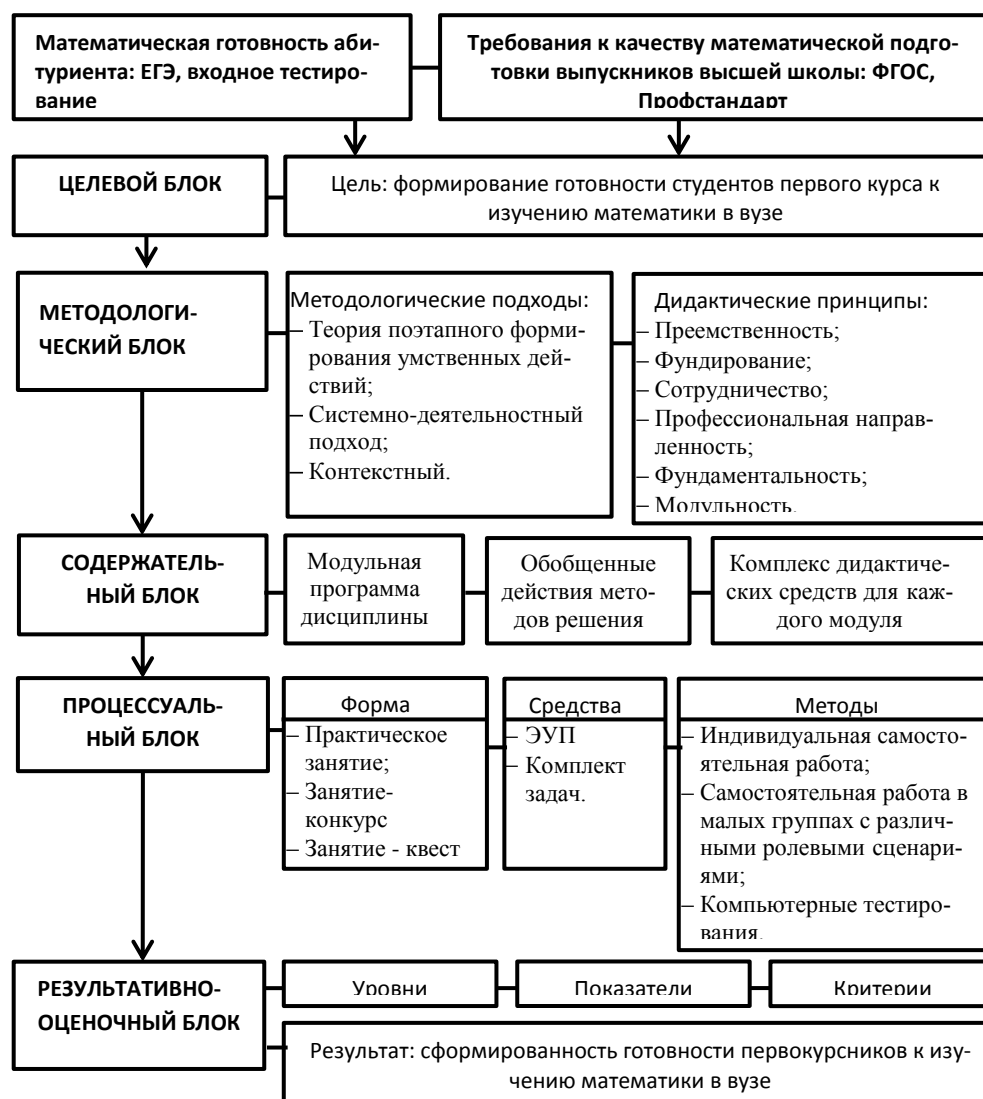 Математическая готовность аби-
туриента: ЕГЭ, входное тестиро-
вание
Требования к качеству математической подго-
товки выпускников высшей школы: ФГОС,
Профстандарт
ЦЕЛЕВОЙ БЛОК
Цель: формирование готовности студентов первого курса к
изучению математики в вузе
МЕТОДОЛОГИ-
ЧЕСКИЙ БЛОК
Методологические подходы:
– Теория поэтапного форми-
рования умственных дей-
ствий;
– Системно-деятельностный
подход;
– Контекстный.
Дидактические принципы:
– Преемственность;
– Фундирование;
– Сотрудничество;
– Профессиональная направ-
ленность;
– Фундаментальность;
– Модульность.
СОДЕРЖАТЕЛЬ-
НЫЙ БЛОК
Модульная
программа
дисциплины
Обобщенные
действия мето-
дов решения
Комплекс дидактиче-
ских средств для каж-
дого модуля
ПРОЦЕССУАЛЬ-
НЫЙ БЛОК
Форма
– Практическое
занятие;
– Занятие-
конкурс
– Занятие - квест
Средства
– ЭУП
– Комплект
задач.
Методы
– Индивидуальная самосто-
ятельная работа;
– Самостоятельная работа в
малых группах с различ-
ными ролевыми сценари-
ями;
– Компьютерные тестиро-
вания.
РЕЗУЛЬТАТИВНО-
ОЦЕНОЧНЫЙ БЛОК
Уровни
Показатели
Критерии
Результат: сформированность готовности первокурсников к изу-
чению математики в вузе